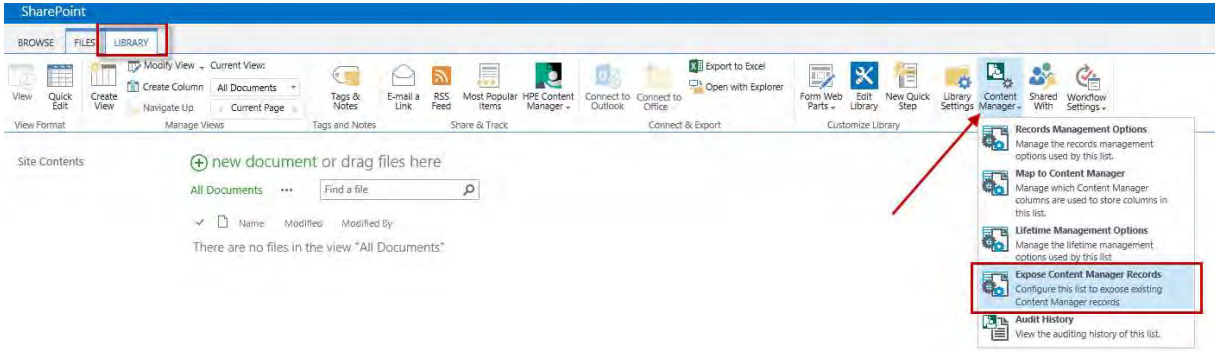 SharePoint
BROWSE FILES LIBRARY
View
Quick Edit
Create View
Modify View
Create Column
Navigate Up
Current View:
All Documents
Current Page
Tags & Notes
E-mail a Link
RSS Feed
Most Popular Items
HPE Content Manager
Connect to Outlook
Connect to Office
Export to Excel
Open with Explorer
Form Web Parts
Edit Library
New Quick Step
Library Settings
Content Manager
Shared With
Workflow Settings
View Format
Manage Views
Tags and Notes
Share & Track
Connect & Export
Customize Library
Site Contents
new document or drag files here
All Documents ••• Find a file
Name Modified Modified By
There are no files in the view "All Documents"
Records Management Options
Manage the records management
options used by this list.
Map to Content Manager
Manage which Content Manager
columns are used to store columns in
this list.
Lifetime Management Options
Manage the lifetime management
options used by this list
Expose Content Manager Records
Configure this list to expose existing
Content Manager records
Audit History
View the auditing history of this list.